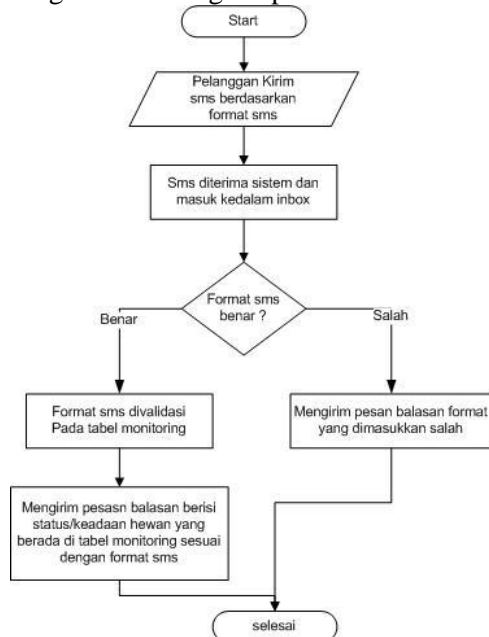 Start
Pelanggan Kirim
sms berdasarkan
format sms
Sms diterima sistem dan
masuk kedalam inbox
Format sms
benar ?
Benar
Salah
Format sms divalidasi
Pada tabel monitoring
Mengirim pesan balasan format
yang dimasukkan salah
Mengirim pesasn balasan berisi
status/keadaan hewan yang
berada di tabel monitoring sesuai
dengan format sms
selesai